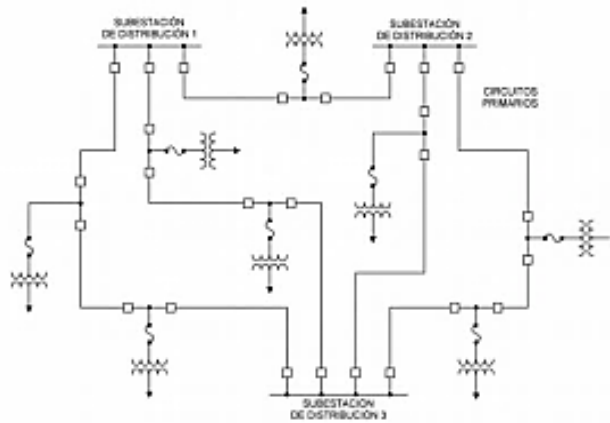 SUBESTACIÓN
DE DISTRIBUCIÓN 1
SUBESTACIÓN
DE DISTRIBUCIÓN 2
CIRCUITOS
PRIMARIOS
SUBESTACIÓN
DE DISTRIBUCIÓN 3